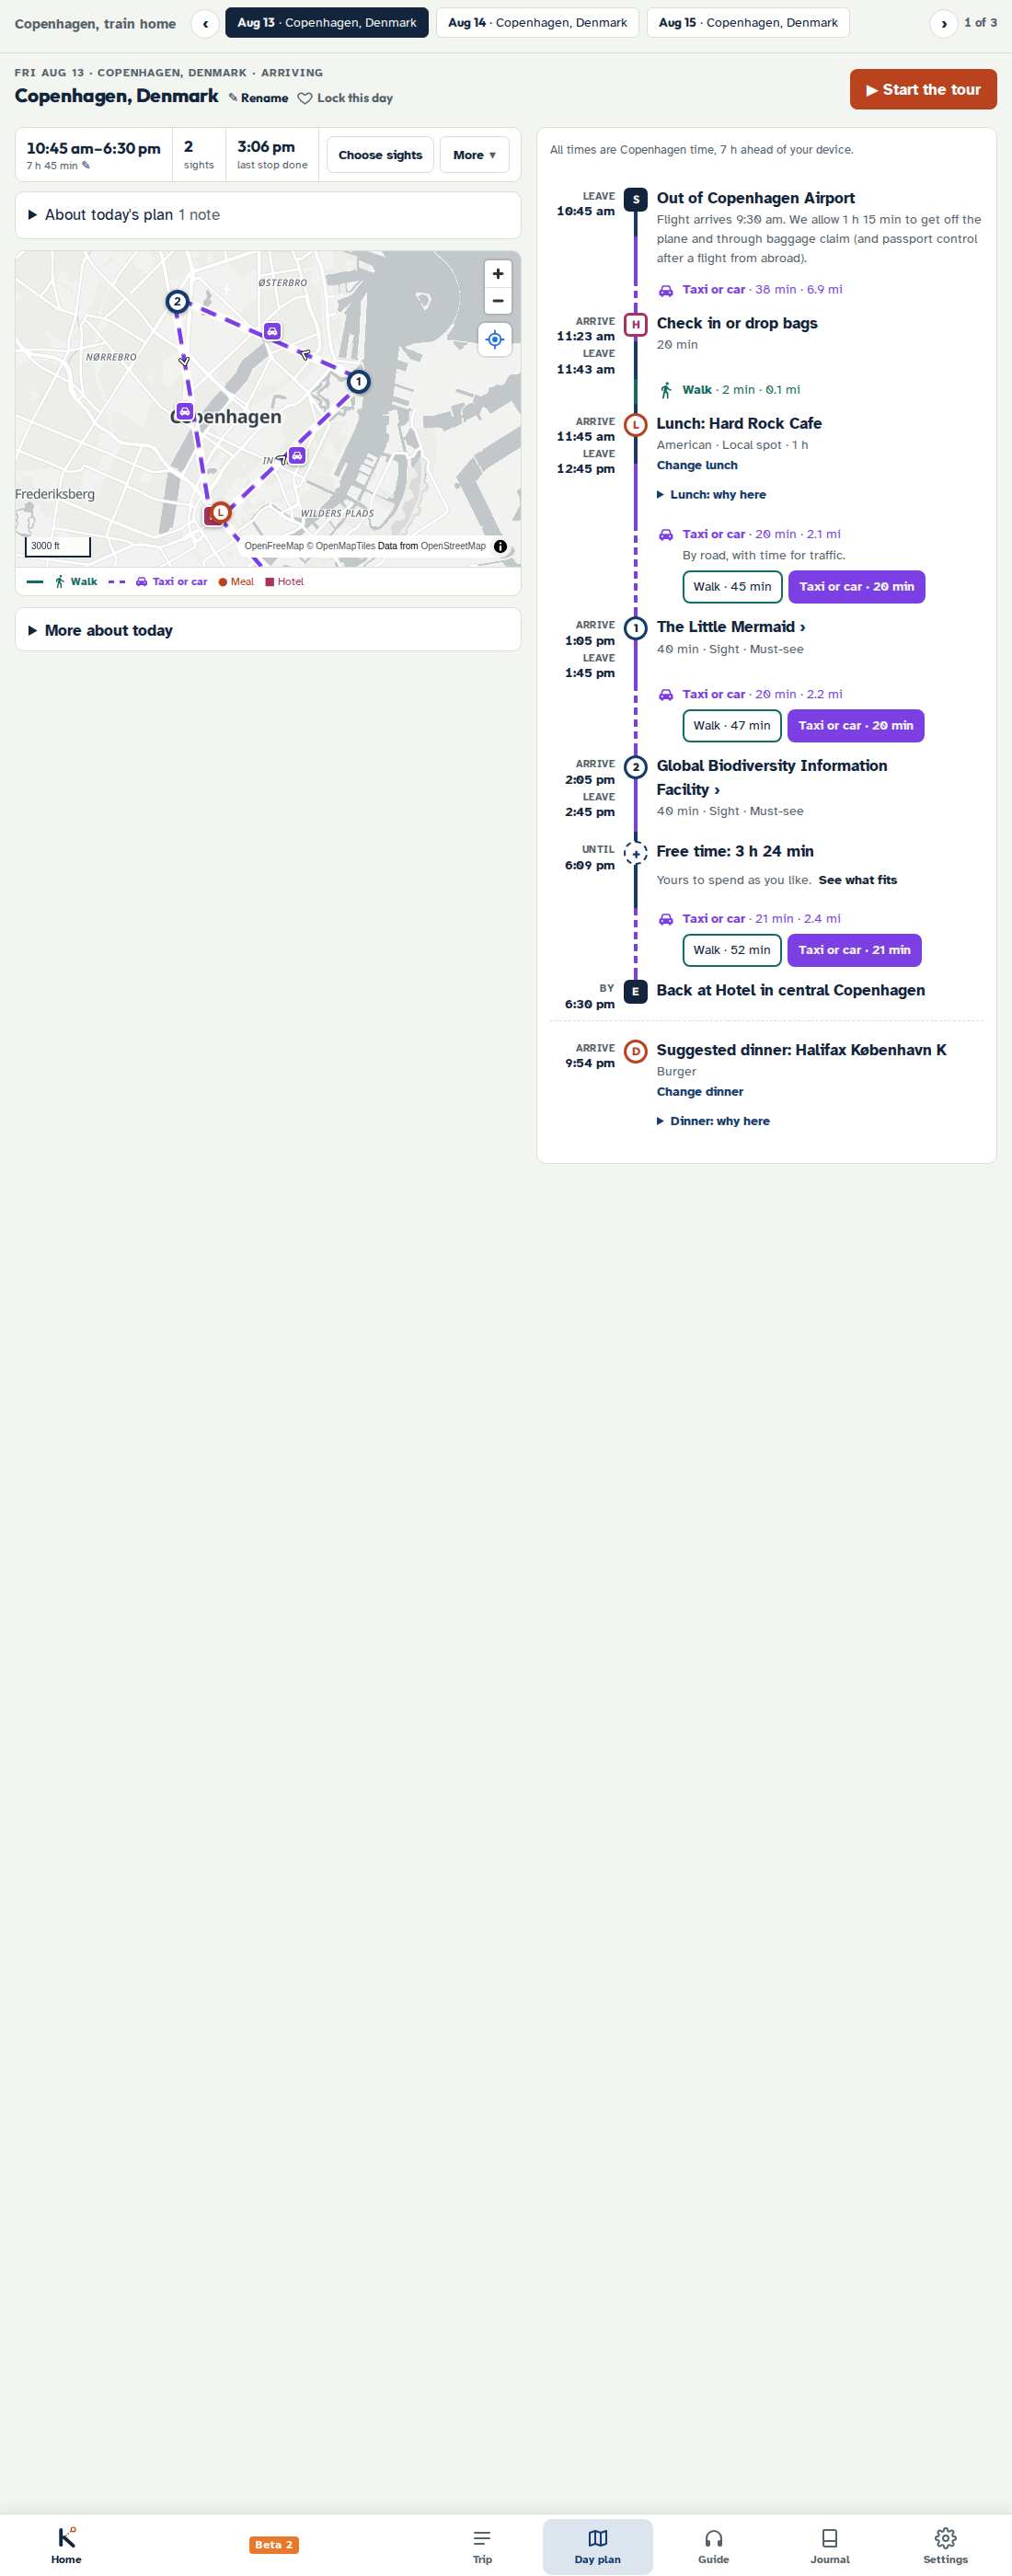 Copenhagen, train home
‹
Aug 13 · Copenhagen, Denmark
Aug 14 · Copenhagen, Denmark
Aug 15 · Copenhagen, Denmark
›
1 of 3
FRI AUG 13 · COPENHAGEN, DENMARK · ARRIVING
Copenhagen, Denmark
✎ Rename
Lock this day
▶ Start the tour
10:45 am–6:30 pm
7 h 45 min ✎
2
sights
3:06 pm
last stop done
Choose sights
More ▾
▶ About today's plan 1 note
ØSTERBRO
NØRREBRO
Copenhagen
Frederiksberg
WILDERS PLADS
2
1
L
+
−
3000 ft
OpenFreeMap © OpenMapTiles Data from OpenStreetMap
Walk
Taxi or car
Meal
Hotel
▶ More about today
All times are Copenhagen time, 7 h ahead of your device.
LEAVE
10:45 am
S
Out of Copenhagen Airport
Flight arrives 9:30 am. We allow 1 h 15 min to get off the
plane and through baggage claim (and passport control
after a flight from abroad).
Taxi or car · 38 min · 6.9 mi
ARRIVE
11:23 am
LEAVE
11:43 am
H
Check in or drop bags
20 min
Walk · 2 min · 0.1 mi
ARRIVE
11:45 am
LEAVE
12:45 pm
L
Lunch: Hard Rock Cafe
American · Local spot · 1 h
Change lunch
▶ Lunch: why here
Taxi or car · 20 min · 2.1 mi
By road, with time for traffic.
Walk · 45 min
Taxi or car · 20 min
ARRIVE
1:05 pm
LEAVE
1:45 pm
1
The Little Mermaid ›
40 min · Sight · Must-see
Taxi or car · 20 min · 2.2 mi
Walk · 47 min
Taxi or car · 20 min
ARRIVE
2:05 pm
LEAVE
2:45 pm
2
Global Biodiversity Information
Facility ›
40 min · Sight · Must-see
UNTIL
6:09 pm
+
Free time: 3 h 24 min
Yours to spend as you like. See what fits
Taxi or car · 21 min · 2.4 mi
Walk · 52 min
Taxi or car · 21 min
BY
6:30 pm
E
Back at Hotel in central Copenhagen
ARRIVE
9:54 pm
D
Suggested dinner: Halifax København K
Burger
Change dinner
▶ Dinner: why here
Home
Beta 2
Trip
Day plan
Guide
Journal
Settings